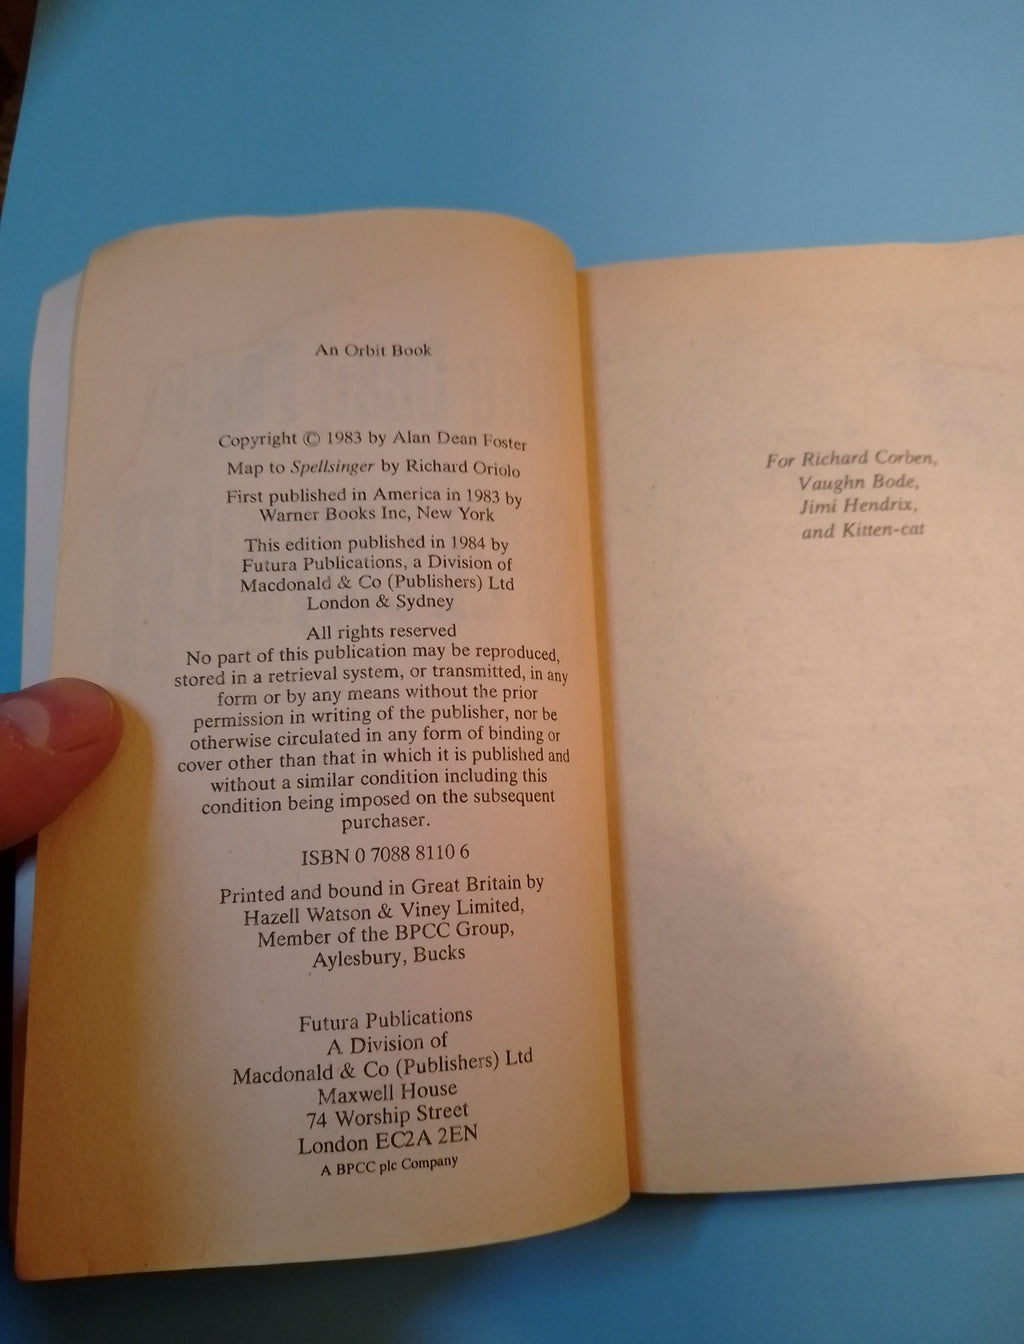 An Orbit Book
Copyright © 1983 by Alan Dean Foster
Map to Spellsinger by Richard Oriolo
First published in America in 1983 by
Warner Books Inc, New York
This edition published in 1984 by
Futura Publications, a Division of
Macdonald & Co (Publishers) Ltd
London & Sydney
All rights reserved
No part of this publication may be reproduced,
stored in a retrieval system, or transmitted, in any
form or by any means without the prior
permission in writing of the publisher, nor be
otherwise circulated in any form of binding or
cover other than that in which it is published and
without a similar condition including this
condition being imposed on the subsequent
purchaser.
ISBN 0 7088 8110 6
Printed and bound in Great Britain by
Hazell Watson & Viney Limited,
Member of the BPCC Group,
Aylesbury, Bucks
Futura Publications
A Division of
Macdonald & Co (Publishers) Ltd
Maxwell House
74 Worship Street
London EC2A 2EN
A BPCC plc Company
For Richard Corben,
Vaughn Bode,
Jimi Hendrix,
and Kitten-cat